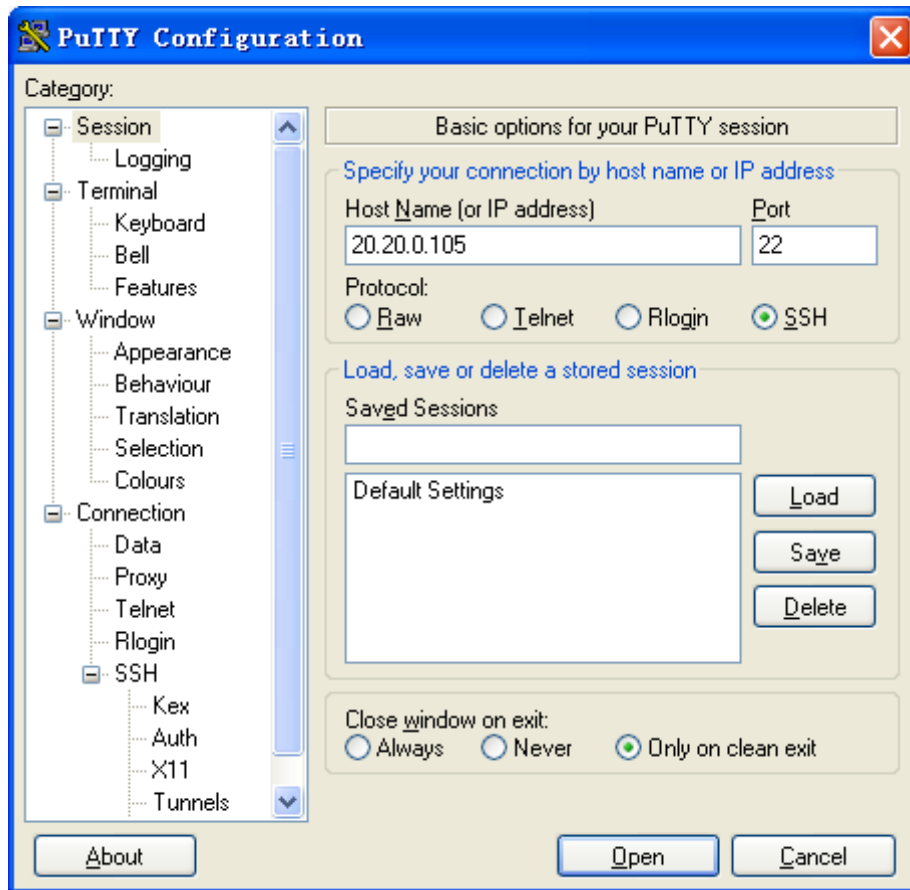 PuTTY Configuration
Category:
Session
Logging
Terminal
Keyboard
Bell
Features
Window
Appearance
Behaviour
Translation
Selection
Colours
Connection
Data
Proxy
Telnet
Rlogin
SSH
Kex
Auth
X11
Tunnels
Basic options for your PuTTY session
Specify your connection by host name or IP address
Host Name (or IP address) Port
20.20.0.105 22
Protocol:
Raw Telnet Rlogin SSH
Load, save or delete a stored session
Saved Sessions
Default Settings
Load
Save
Delete
Close window on exit:
Always Never Only on clean exit
About Open Cancel